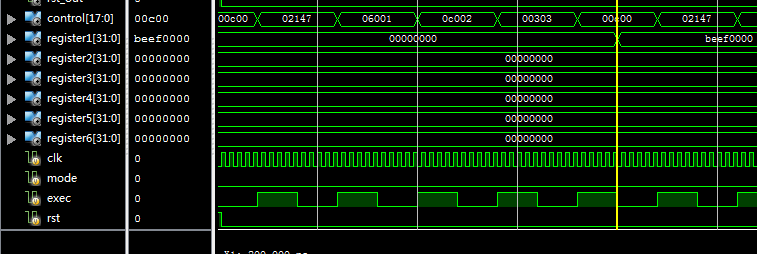 rst_out
control[17:0] 00c00 00c00 02147 06001 0c002 00303 00c00 02147
register1[31:0] beef0000 00000000 beef0000
register2[31:0] 00000000 00000000
register3[31:0] 00000000 00000000
register4[31:0] 00000000 00000000
register5[31:0] 00000000 00000000
register6[31:0] 00000000 00000000
clk 0
mode 0
exec 0
rst 0